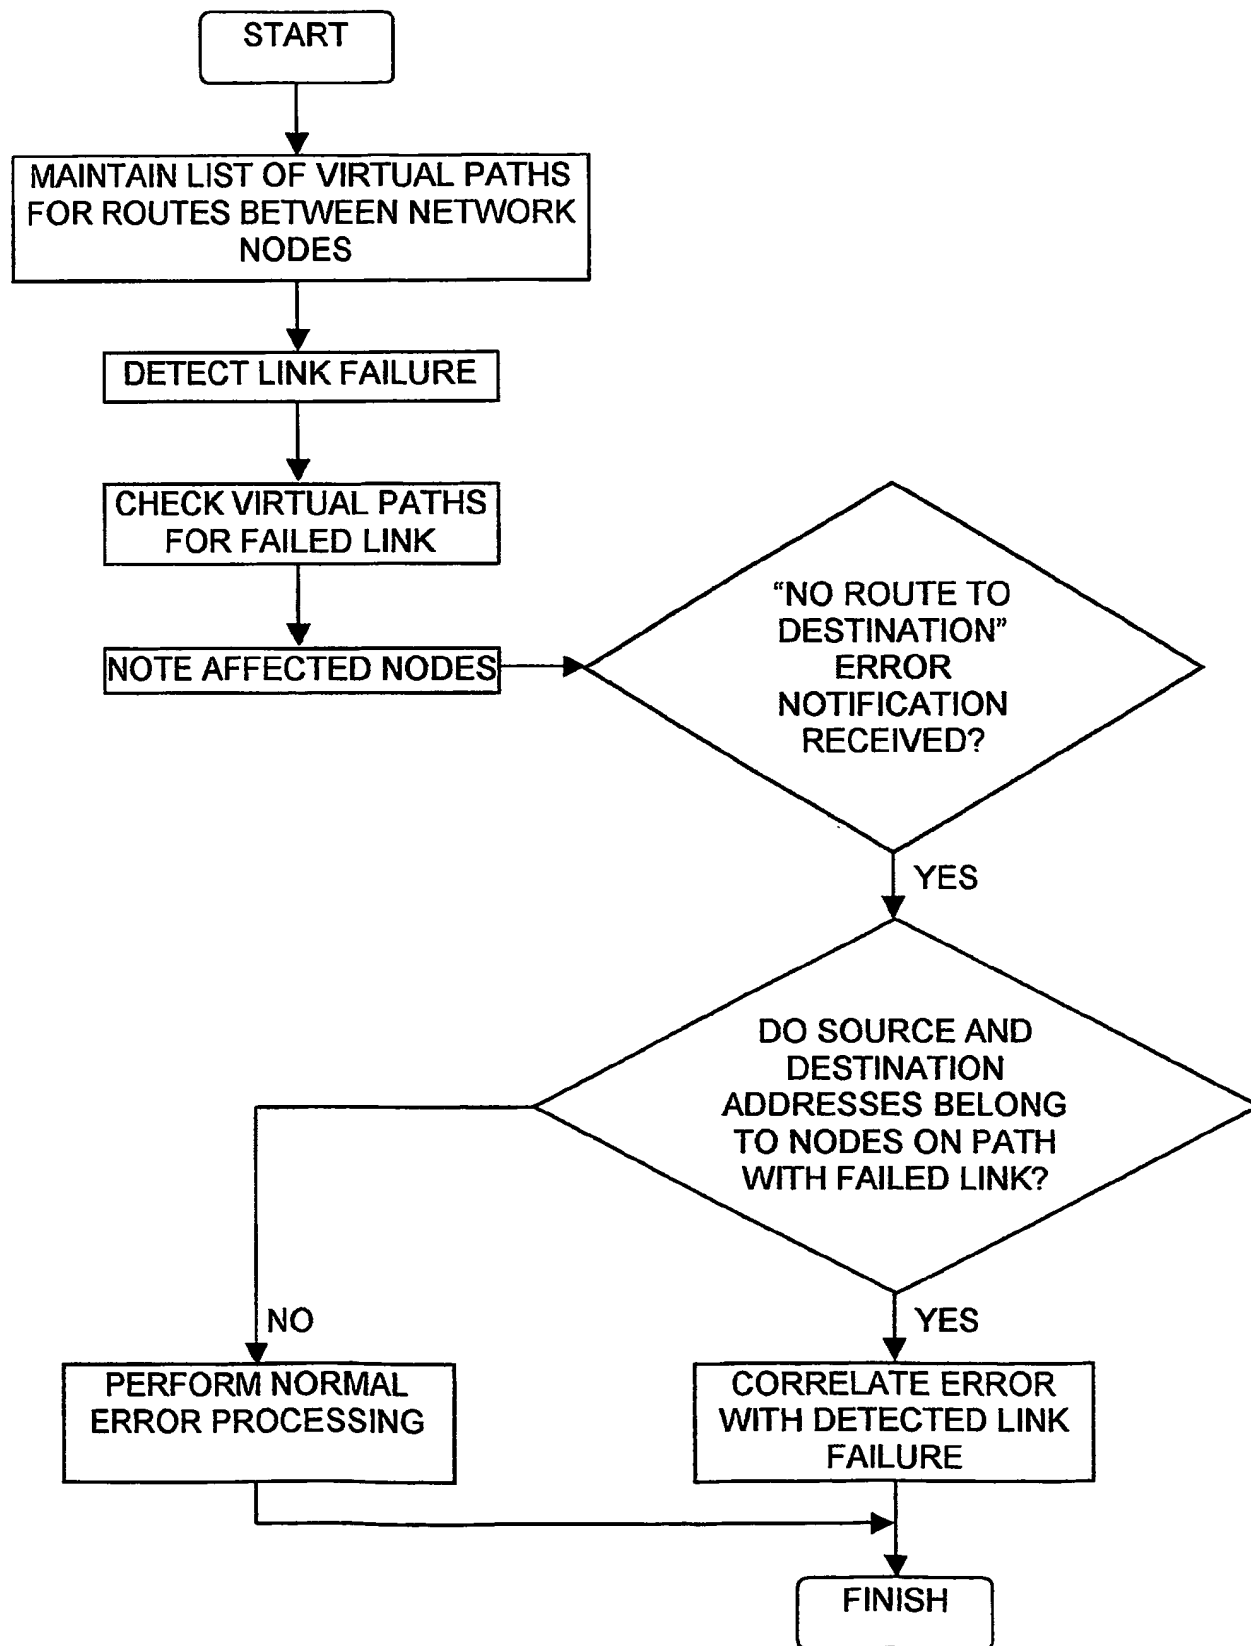 START
MAINTAIN LIST OF VIRTUAL PATHS
FOR ROUTES BETWEEN NETWORK
NODES
DETECT LINK FAILURE
CHECK VIRTUAL PATHS
FOR FAILED LINK
NOTE AFFECTED NODES
“NO ROUTE TO
DESTINATION”
ERROR
NOTIFICATION
RECEIVED?
YES
DO SOURCE AND
DESTINATION
ADDRESSES BELONG
TO NODES ON PATH
WITH FAILED LINK?
NO
YES
PERFORM NORMAL
ERROR PROCESSING
CORRELATE ERROR
WITH DETECTED LINK
FAILURE
FINISH